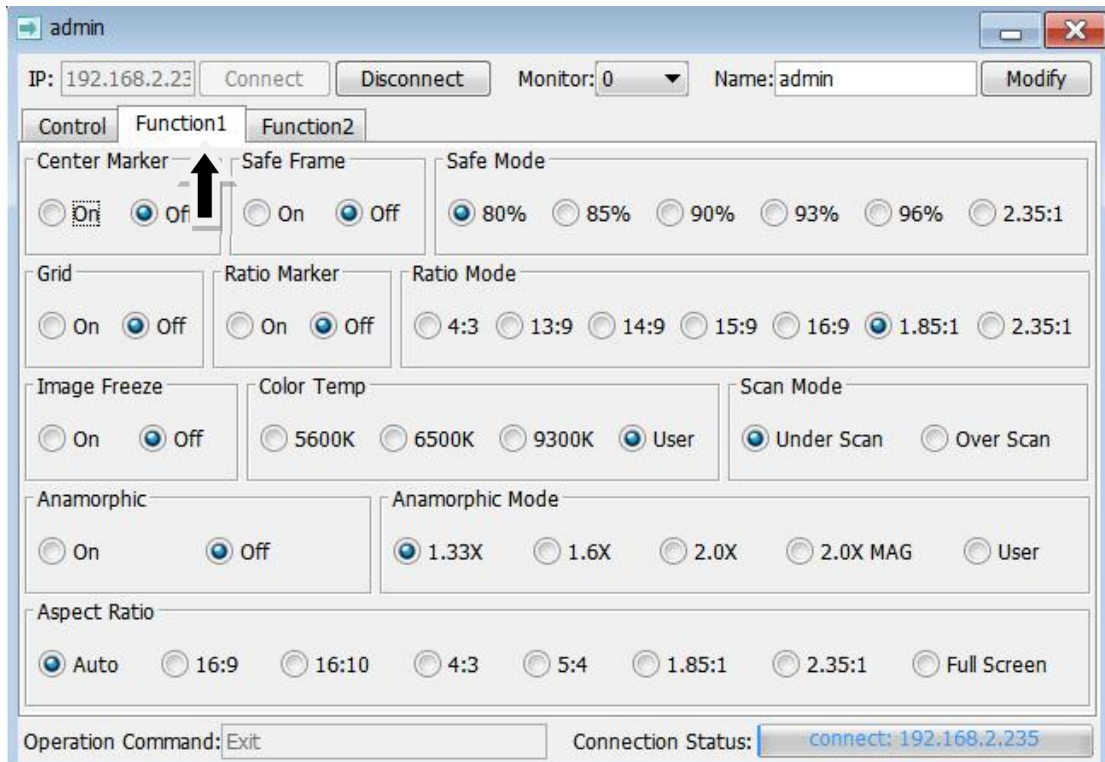 admin
IP: 192.168.2.23 Connect Disconnect Monitor: 0 Name: admin Modify
Control Function1 Function2
Center Marker Safe Frame Safe Mode
On Off On Off 80% 85% 90% 93% 96% 2.35:1
Grid Ratio Marker Ratio Mode
On Off On Off 4:3 13:9 14:9 15:9 16:9 1.85:1 2.35:1
Image Freeze Color Temp Scan Mode
On Off 5600K 6500K 9300K User Under Scan Over Scan
Anamorphic Anamorphic Mode
On Off 1.33X 1.6X 2.0X 2.0X MAG User
Aspect Ratio
Auto 16:9 16:10 4:3 5:4 1.85:1 2.35:1 Full Screen
Operation Command: Exit Connection Status: connect: 192.168.2.235